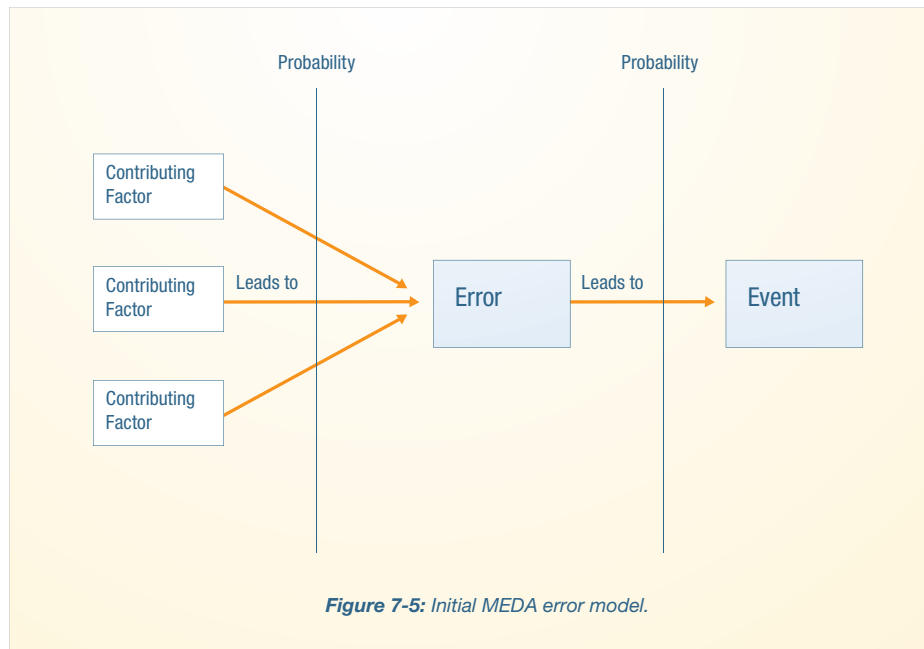 Probability
Probability
Contributing
Factor
Contributing
Factor
Leads to
Error
Leads to
Event
Contributing
Factor
Figure 7-5: Initial MEDA error model.